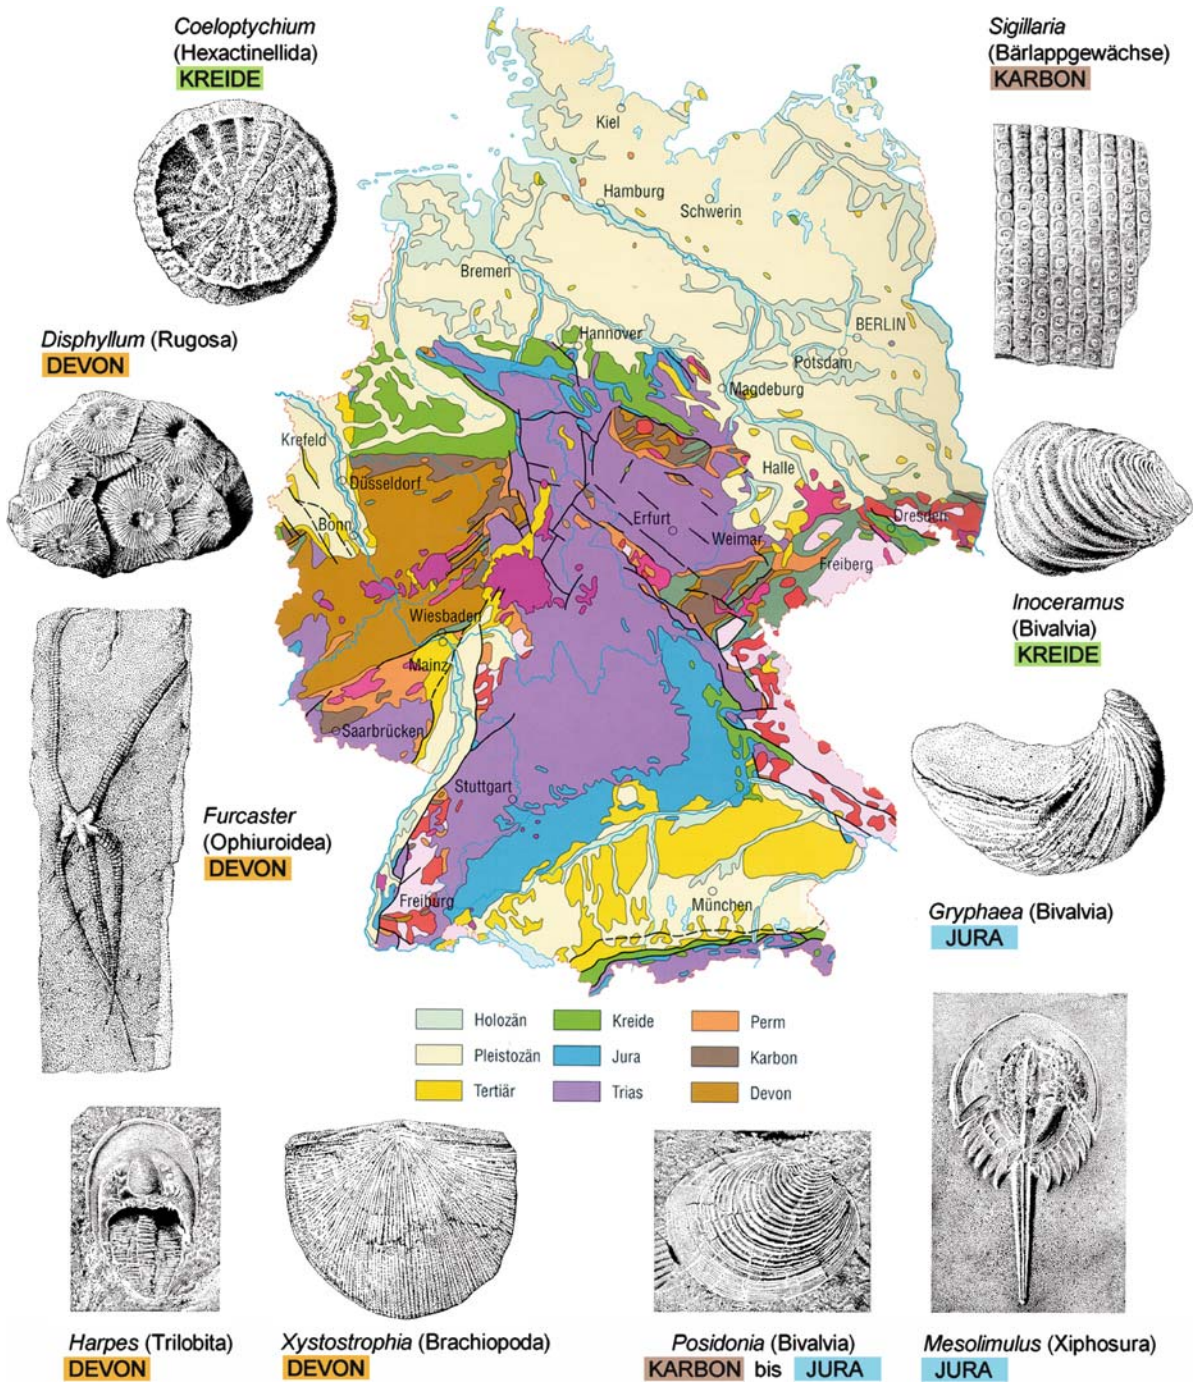 Coeloptychium
(Hexactinellida)
KREIDE
Sigillaria
(Bärlappgewächse)
KARBON
Disphyllum (Rugosa)
DEVON
Kiel
Hamburg
Schwerin
Bremen
Hannover
BERLIN
Potsdam
Magdeburg
Krefeld
Düsseldorf
Halle
Bonn
Erfurt
Weimar
Dresden
Freiberg
Wiesbaden
Mainz
Saarbrücken
Stuttgart
Freiburg
München
Inoceramus
(Bivalvia)
KREIDE
Furcaster
(Ophiuroidea)
DEVON
Gryphaea (Bivalvia)
JURA
Holozän
Kreide
Perm
Pleistozän
Jura
Karbon
Tertiär
Trias
Devon
Harpes (Trilobita)
DEVON
Xystostrophia (Brachiopoda)
DEVON
Posidonia (Bivalvia)
KARBON bis JURA
Mesolimulus (Xiphosura)
JURA